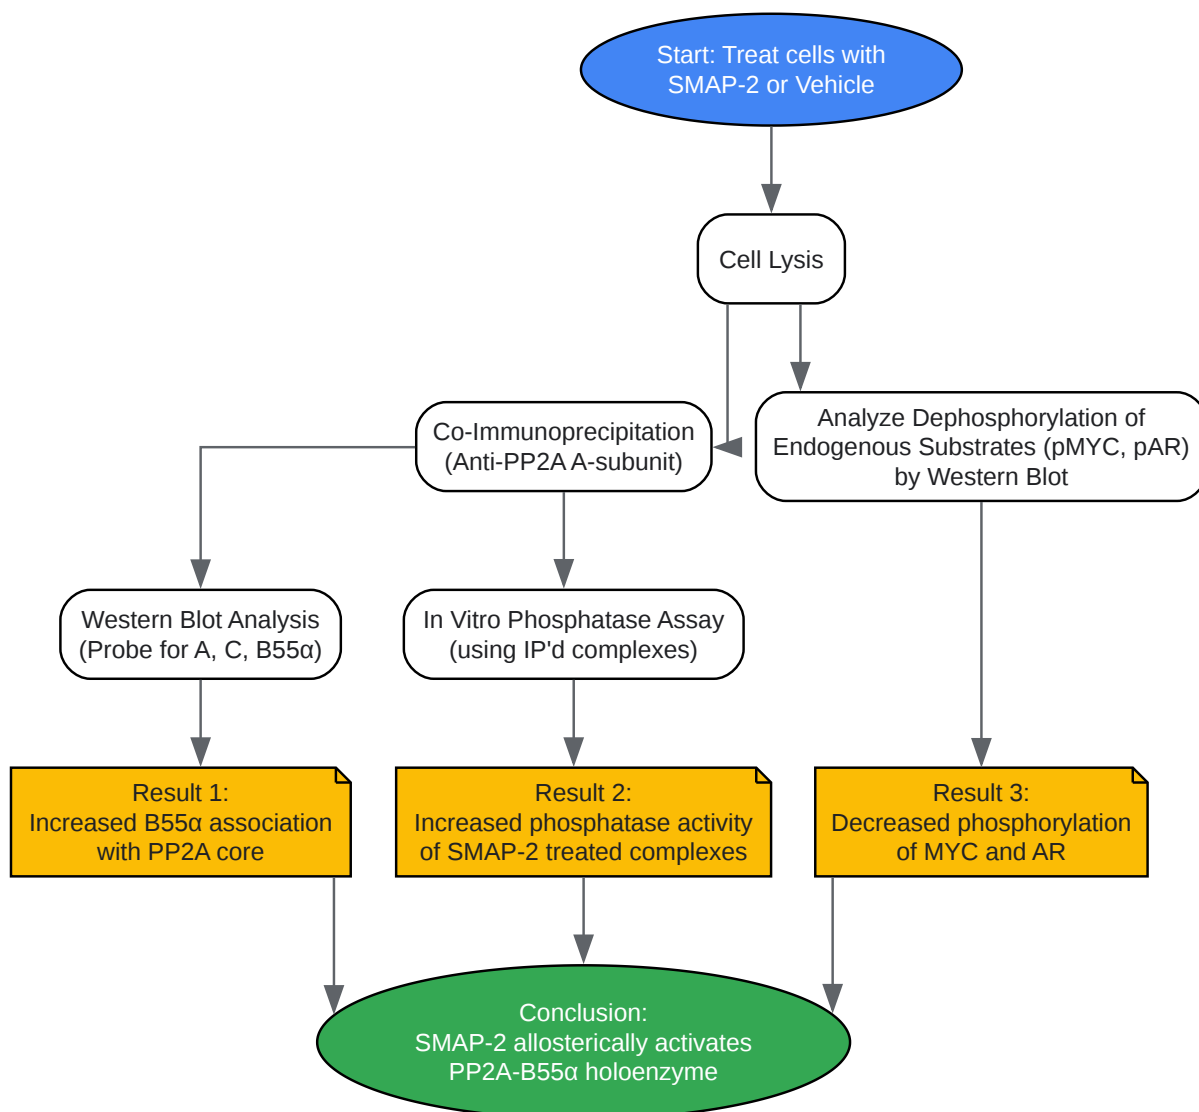 Start: Treat cells with
SMAP-2 or Vehicle
Cell Lysis
Co-Immunoprecipitation
(Anti-PP2A A-subunit)
Analyze Dephosphorylation of
Endogenous Substrates (pMYC, pAR)
by Western Blot
Western Blot Analysis
(Probe for A, C, B55α)
In Vitro Phosphatase Assay
(using IP'd complexes)
Result 1:
Increased B55α association
with PP2A core
Result 2:
Increased phosphatase activity
of SMAP-2 treated complexes
Result 3:
Decreased phosphorylation
of MYC and AR
Conclusion:
SMAP-2 allosterically activates
PP2A-B55α holoenzyme